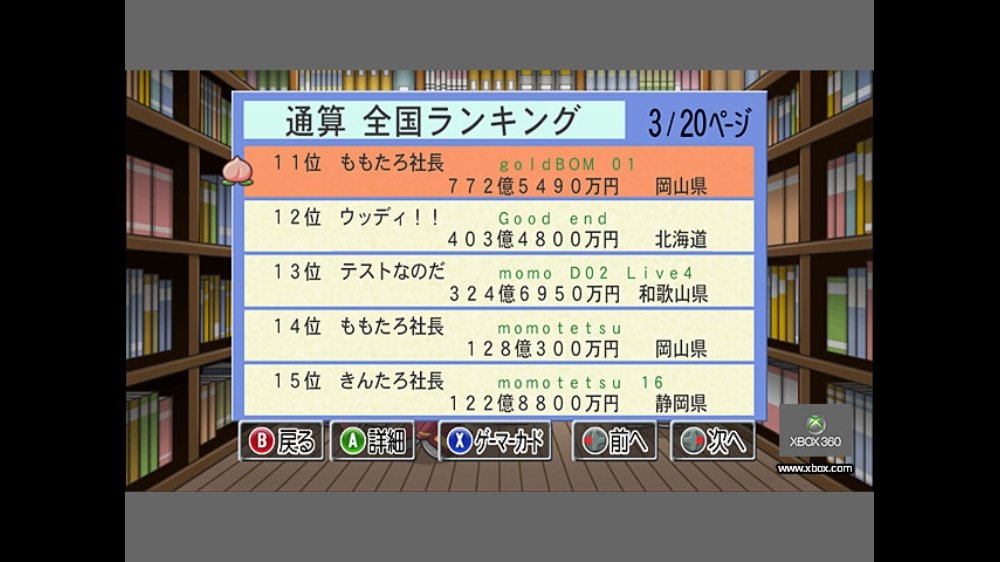 通算 全国ランキング 3/20ページ
11位 ももたろ社長 goldBOM 01
772億5490万円 岡山県
12位 ウッディ!! Good end
403億4800万円 北海道
13位 テストなのだ momo D02 Live4
324億6950万円 和歌山県
14位 ももたろ社長 momotetsu
128億300万円 岡山県
15位 きんたろ社長 momotetsu 16
122億8800万円 静岡県
B 戻る A 詳細 X ゲーマーカード 前へ 次へ
XBOX 360
www.xbox.com